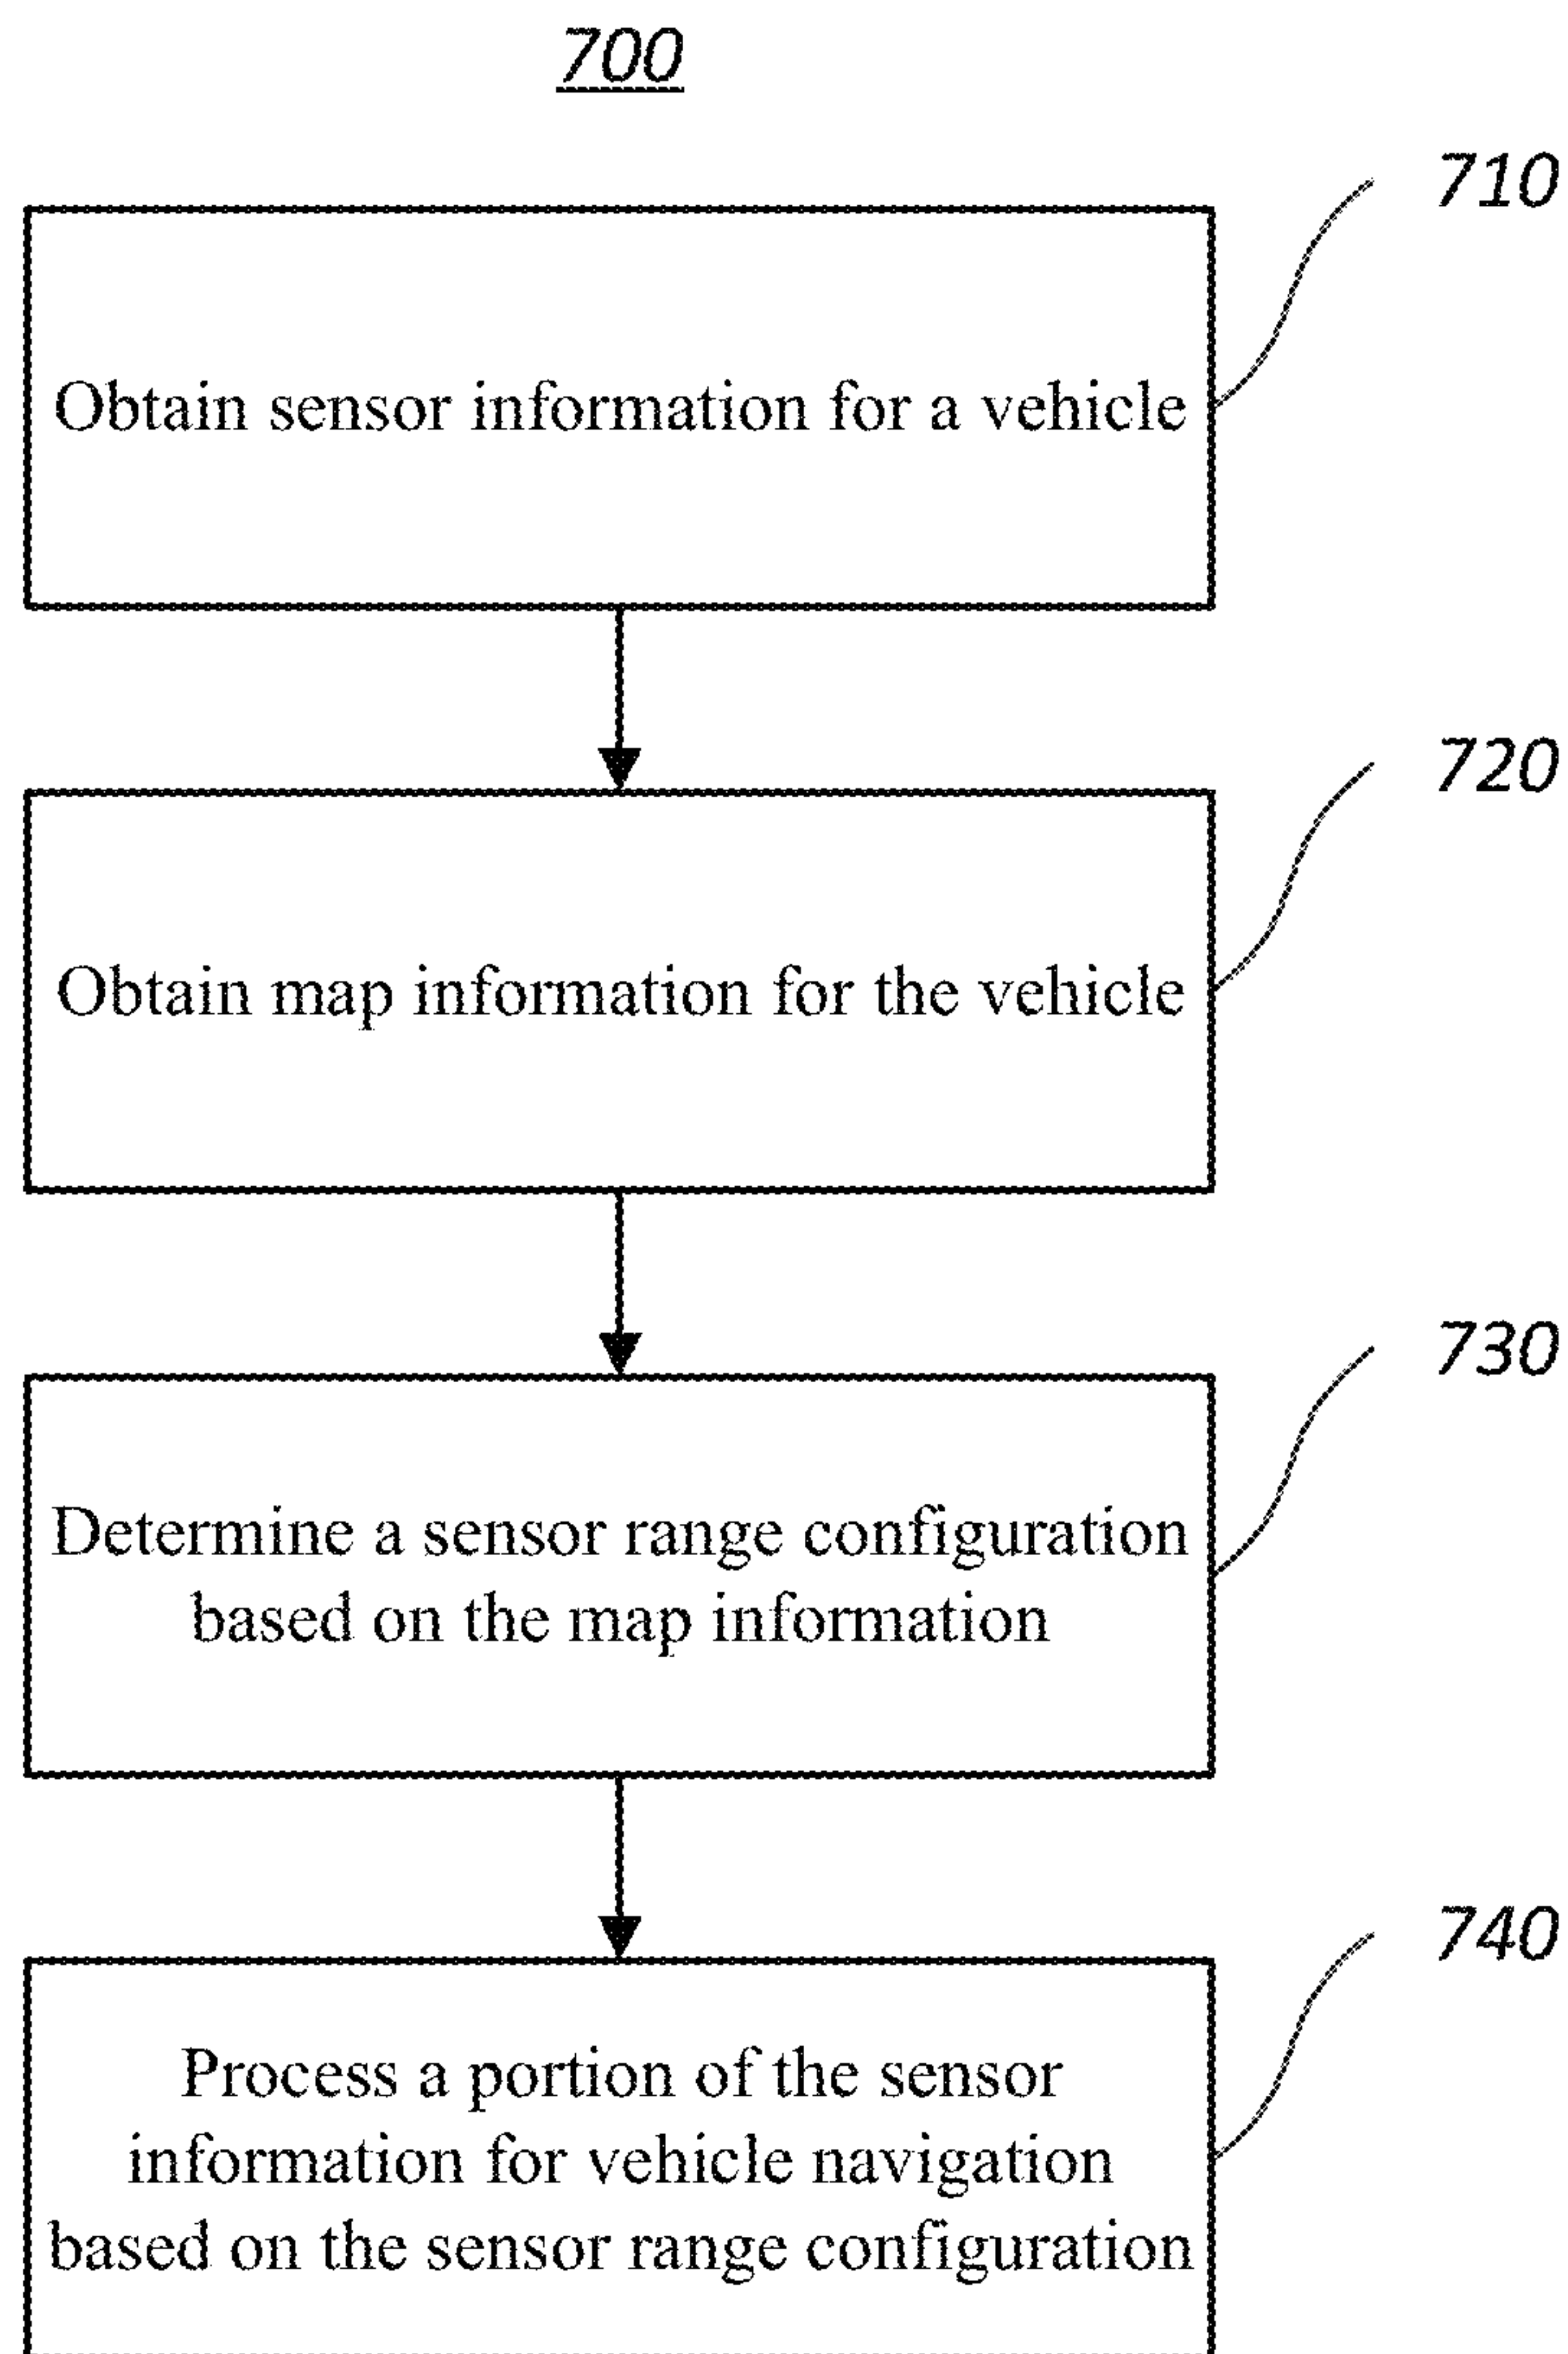 700
710
Obtain sensor information for a vehicle
720
Obtain map information for the vehicle
730
Determine a sensor range configuration
based on the map information
740
Process a portion of the sensor
information for vehicle navigation
based on the sensor range configuration